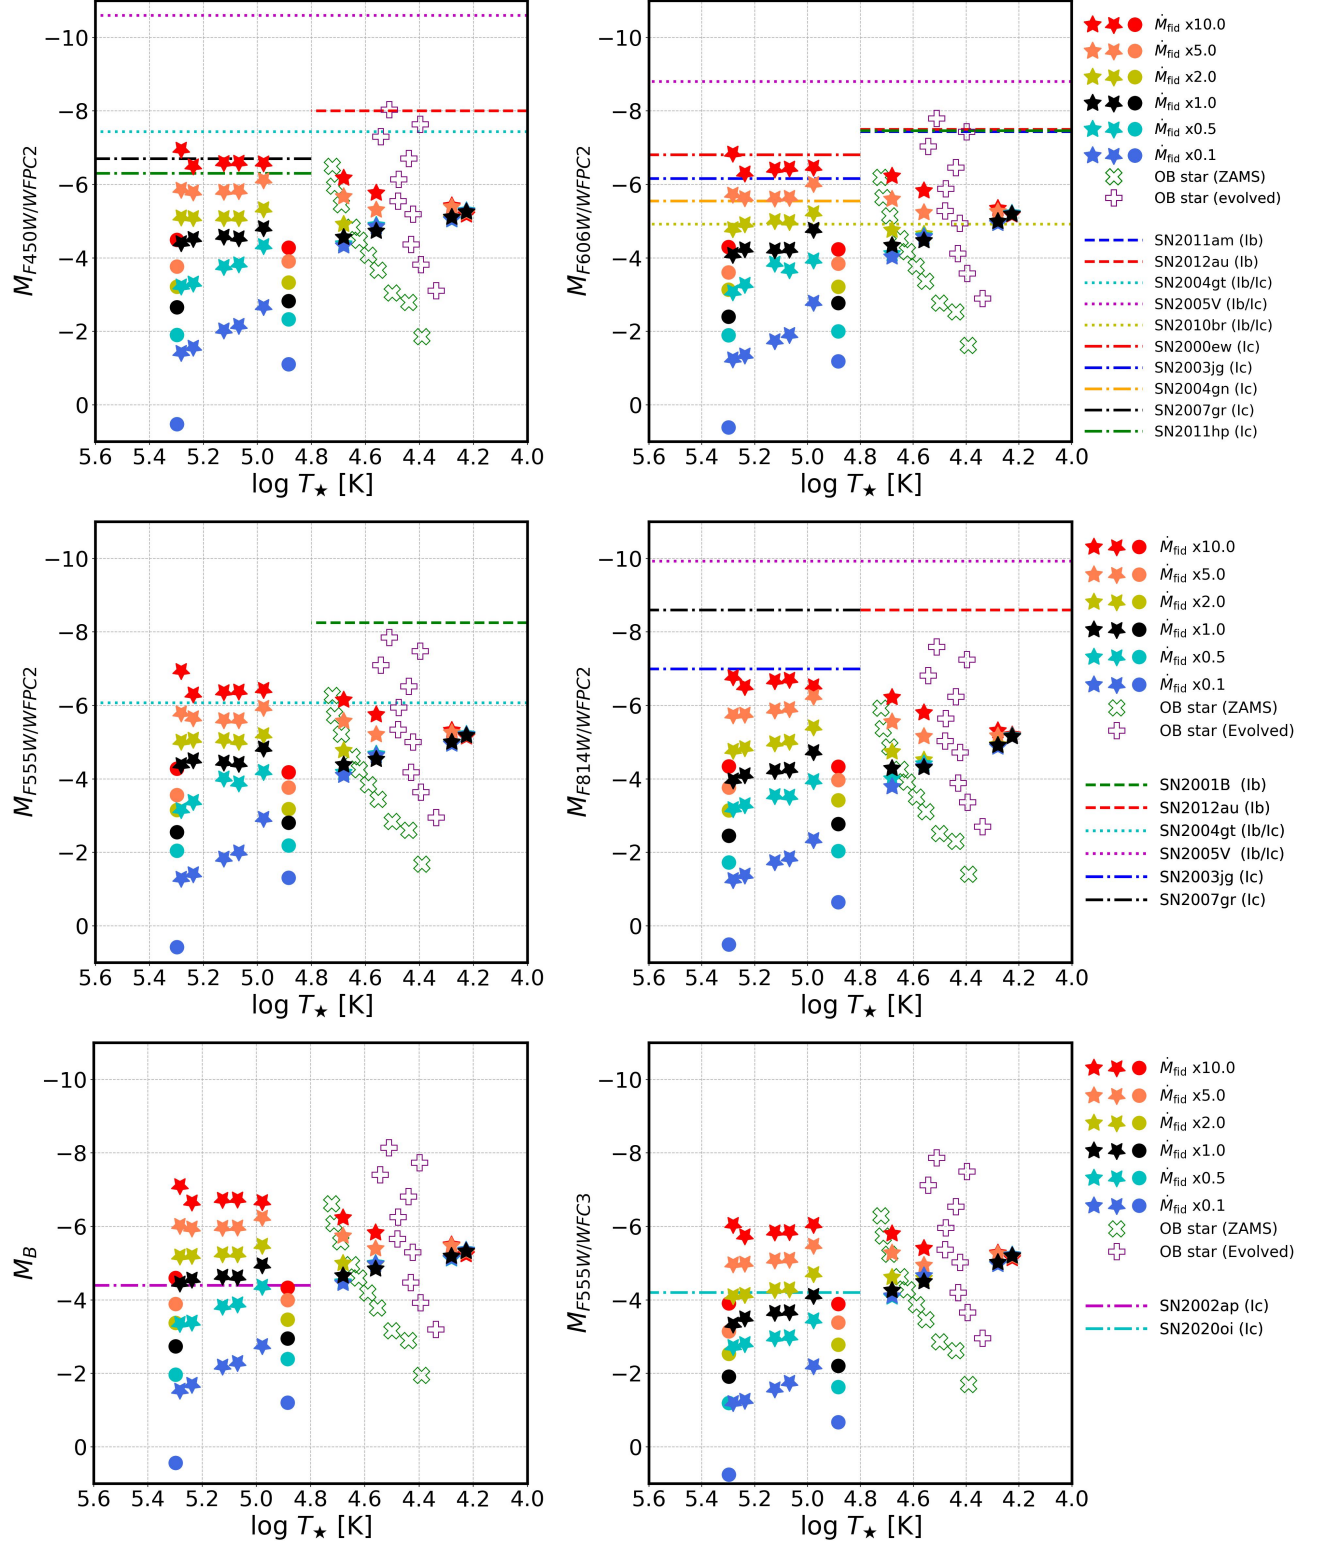 −10
−8
−6
−4
−2
0
M_F450W/WFPC2
5.6 5.4 5.2 5.0 4.8 4.6 4.4 4.2 4.0
log T★ [K]
−10
−8
−6
−4
−2
0
M_F606W/WFPC2
5.6 5.4 5.2 5.0 4.8 4.6 4.4 4.2 4.0
log T★ [K]
Ṁfid x10.0
Ṁfid x5.0
Ṁfid x2.0
Ṁfid x1.0
Ṁfid x0.5
Ṁfid x0.1
OB star (ZAMS)
OB star (evolved)
SN2011am (Ib)
SN2012au (Ib)
SN2004gt (Ib/Ic)
SN2005V (Ib/Ic)
SN2010br (Ib/Ic)
SN2000ew (Ic)
SN2003jg (Ic)
SN2004gn (Ic)
SN2007gr (Ic)
SN2011hp (Ic)
−10
−8
−6
−4
−2
0
M_F555W/WFPC2
5.6 5.4 5.2 5.0 4.8 4.6 4.4 4.2 4.0
log T★ [K]
−10
−8
−6
−4
−2
0
M_F814W/WFPC2
5.6 5.4 5.2 5.0 4.8 4.6 4.4 4.2 4.0
log T★ [K]
Ṁfid x10.0
Ṁfid x5.0
Ṁfid x2.0
Ṁfid x1.0
Ṁfid x0.5
Ṁfid x0.1
OB star (ZAMS)
OB star (Evolved)
SN2001B (Ib)
SN2012au (Ib)
SN2004gt (Ib/Ic)
SN2005V (Ib/Ic)
SN2003jg (Ic)
SN2007gr (Ic)
−10
−8
−6
−4
−2
0
M_B
5.6 5.4 5.2 5.0 4.8 4.6 4.4 4.2 4.0
log T★ [K]
−10
−8
−6
−4
−2
0
M_F555W/WFC3
5.6 5.4 5.2 5.0 4.8 4.6 4.4 4.2 4.0
log T★ [K]
Ṁfid x10.0
Ṁfid x5.0
Ṁfid x2.0
Ṁfid x1.0
Ṁfid x0.5
Ṁfid x0.1
OB star (ZAMS)
OB star (Evolved)
SN2002ap (Ic)
SN2020oi (Ic)